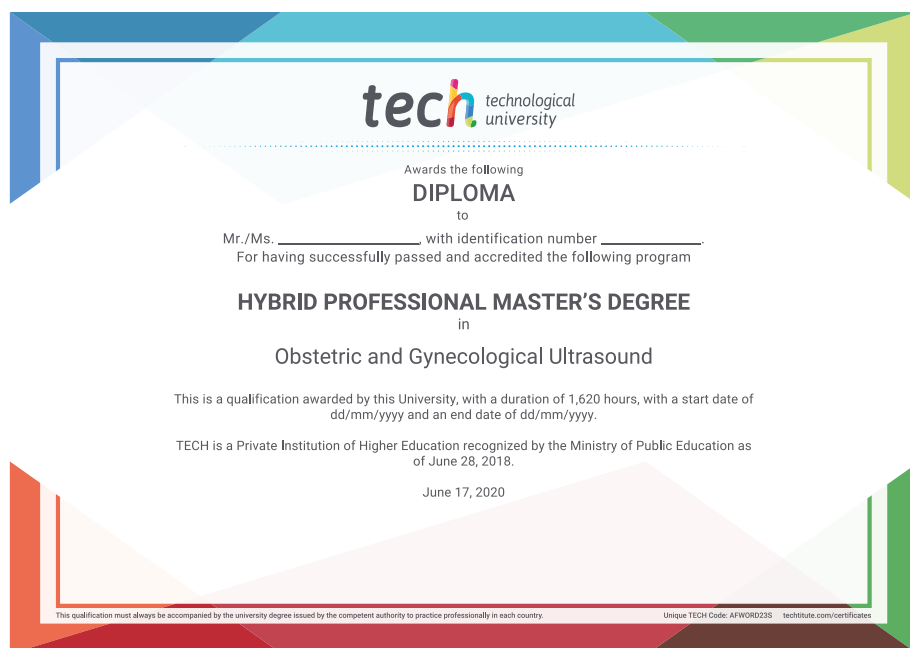 tech technological
university
Awards the following
DIPLOMA
to
Mr./Ms. ____________________, with identification number ______________.
For having successfully passed and accredited the following program
HYBRID PROFESSIONAL MASTER'S DEGREE
in
Obstetric and Gynecological Ultrasound
This is a qualification awarded by this University, with a duration of 1,620 hours, with a start date of
dd/mm/yyyy and an end date of dd/mm/yyyy.
TECH is a Private Institution of Higher Education recognized by the Ministry of Public Education as
of June 28, 2018.
June 17, 2020
This qualification must always be accompanied by the university degree issued by the competent authority to practice professionally in each country.
Unique TECH Code: AFWORD23S techtitute.com/certificates